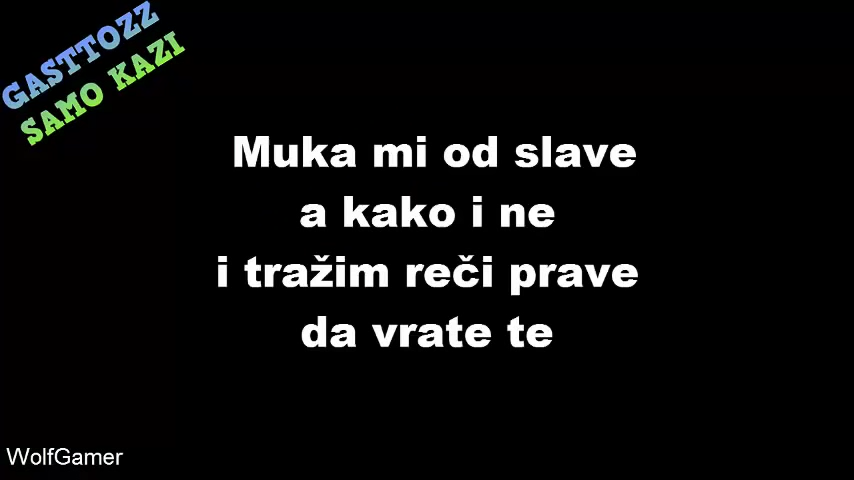 GASTTOZZ
SAMO KAZI
Muka mi od slave
a kako i ne
i tražim reči prave
da vrate te
WolfGamer